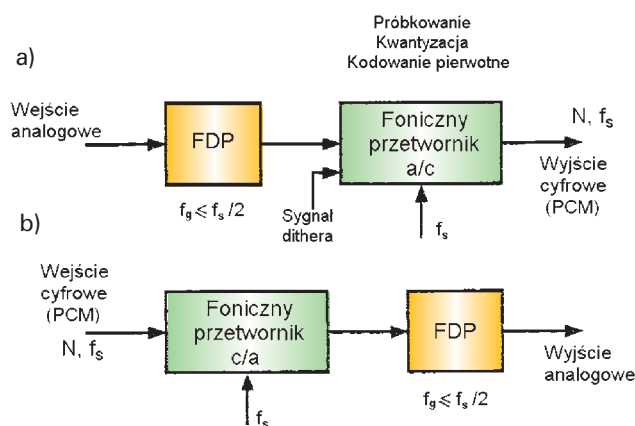 a)
Próbkowanie
Kwantyzacja
Kodowanie pierwotne
Wejście
analogowe
FDP
fg ⩽ fs /2
Foniczny
przetwornik
a/c
Sygnał
dithera
fs
N, fs
Wyjście
cyfrowe
(PCM)
b)
Wejście
cyfrowe
(PCM)
N, fs
Foniczny
przetwornik
c/a
fs
FDP
fg ⩽ fs /2
Wyjście
analogowe